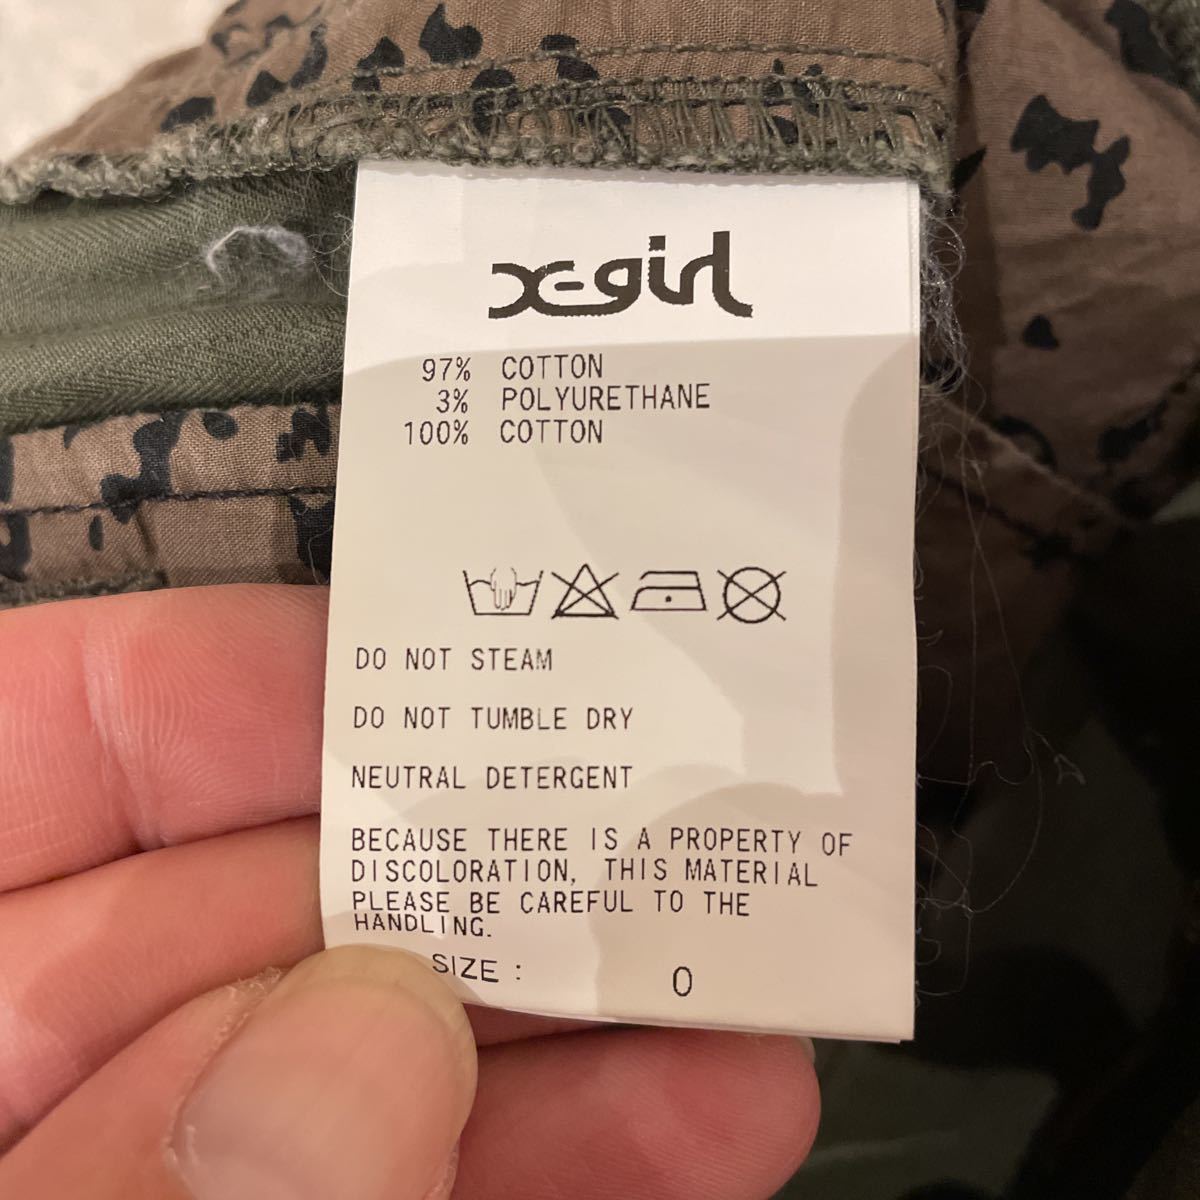 X-girl
97% COTTON
3% POLYURETHANE
100% COTTON
DO NOT STEAM
DO NOT TUMBLE DRY
NEUTRAL DETERGENT
BECAUSE THERE IS A PROPERTY OF
DISCOLORATION, THIS MATERIAL
PLEASE BE CAREFUL TO THE
HANDLING.
SIZE : 0